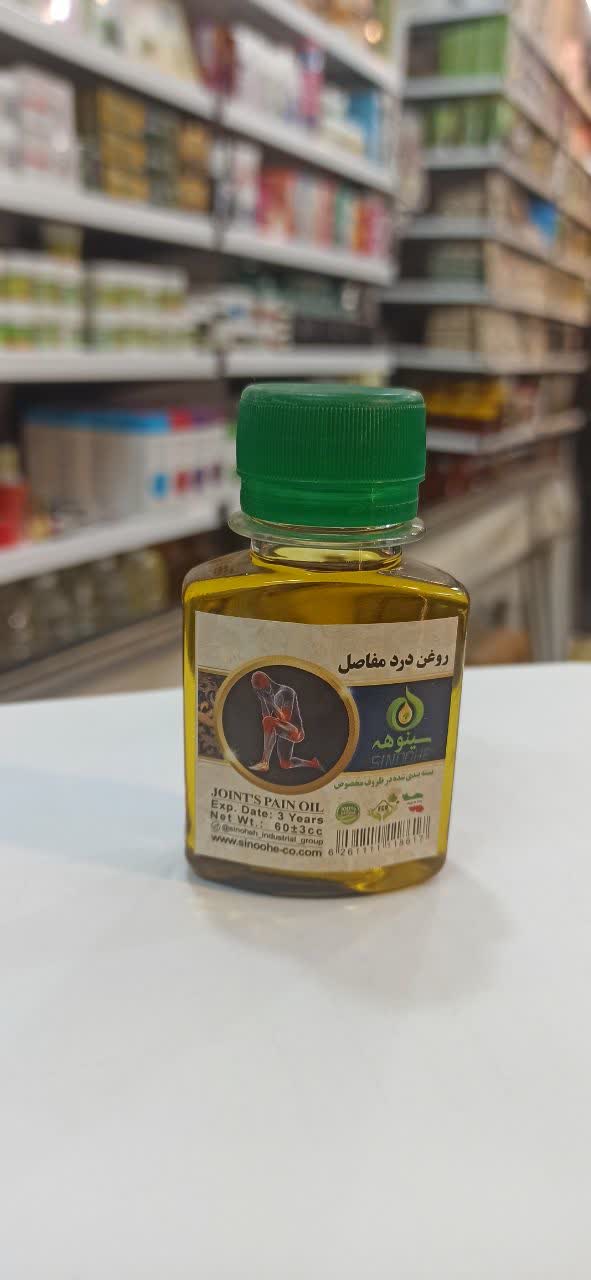 روغن درد مفاصل
سینوهه
SINOOHE
بسته بندی شده در ظروف مخصوص
JOINT'S PAIN OIL
Exp. Date: 3 Years
Net Wt.: 60±3cc
@sinoheh_industrial_group
www.sinoohe-co.com